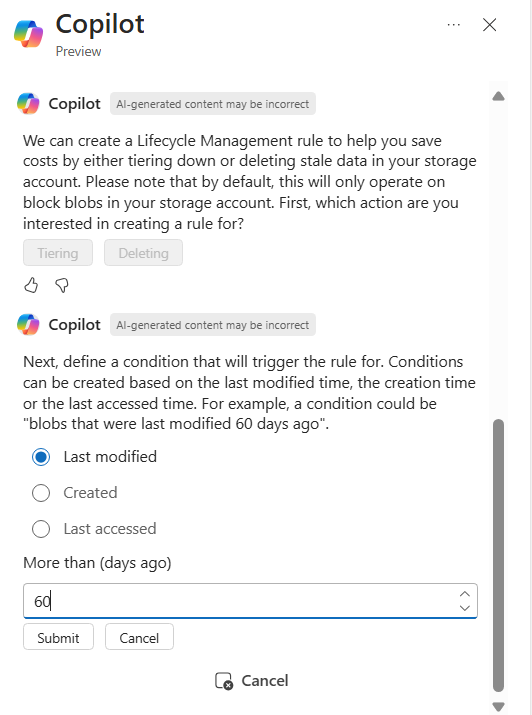 Copilot
Preview
Copilot AI-generated content may be incorrect
We can create a Lifecycle Management rule to help you save
costs by either tiering down or deleting stale data in your storage
account. Please note that by default, this will only operate on
block blobs in your storage account. First, which action are you
interested in creating a rule for?
Tiering Deleting
Copilot AI-generated content may be incorrect
Next, define a condition that will trigger the rule for. Conditions
can be created based on the last modified time, the creation time
or the last accessed time. For example, a condition could be
"blobs that were last modified 60 days ago".
Last modified
Created
Last accessed
More than (days ago)
60
Submit Cancel
Cancel